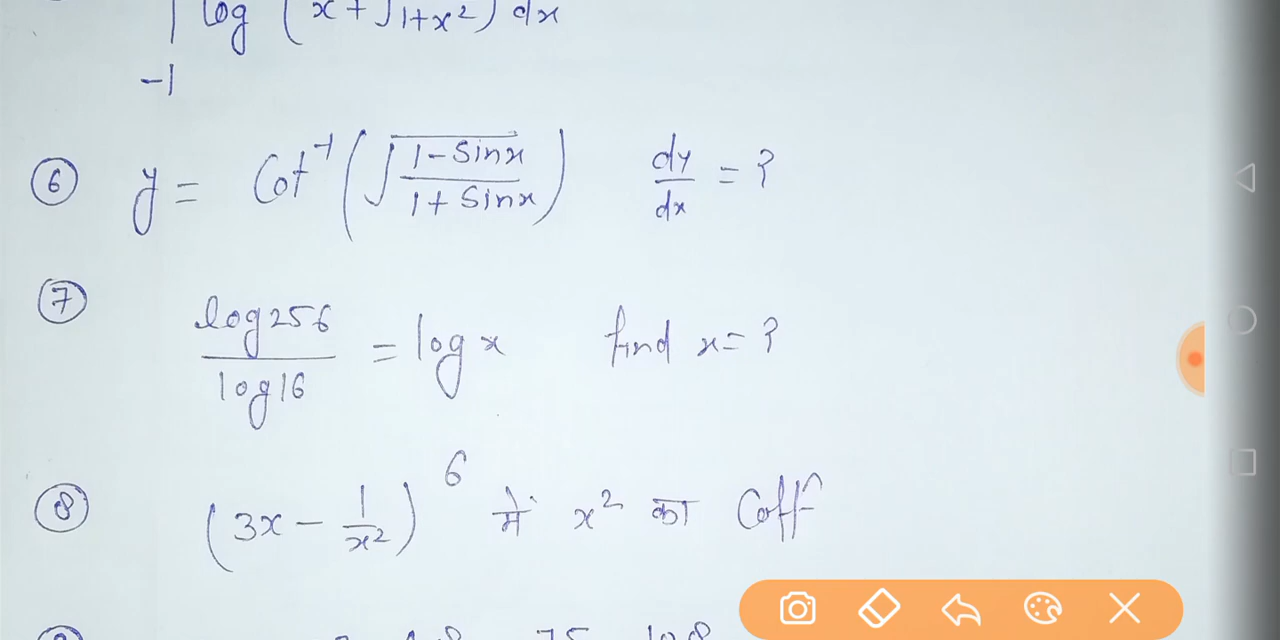 log (x + √1+x²) dx
-1
6 y = Cot⁻¹ (√1-Sinx / 1+Sinx) dy/dx = ?
7 log256 / log16 = log x find x = ?
8 (3x - 1/x²)⁶ में x² का Coff